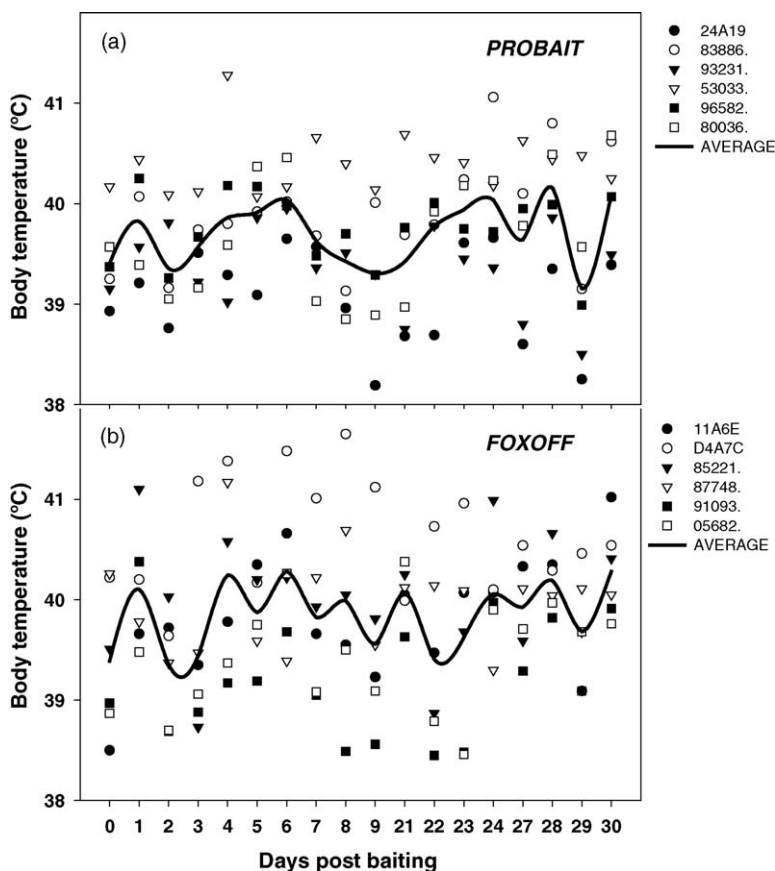 (a)
PROBAIT
24A19
83886.
93231.
53033.
96582.
80036.
AVERAGE
Body temperature (ºC)
41
40
39
38
(b)
FOXOFF
11A6E
D4A7C
85221.
87748.
91093.
05682.
AVERAGE
Body temperature (ºC)
41
40
39
38
0 1 2 3 4 5 6 7 8 9 21 22 23 24 27 28 29 30
Days post baiting